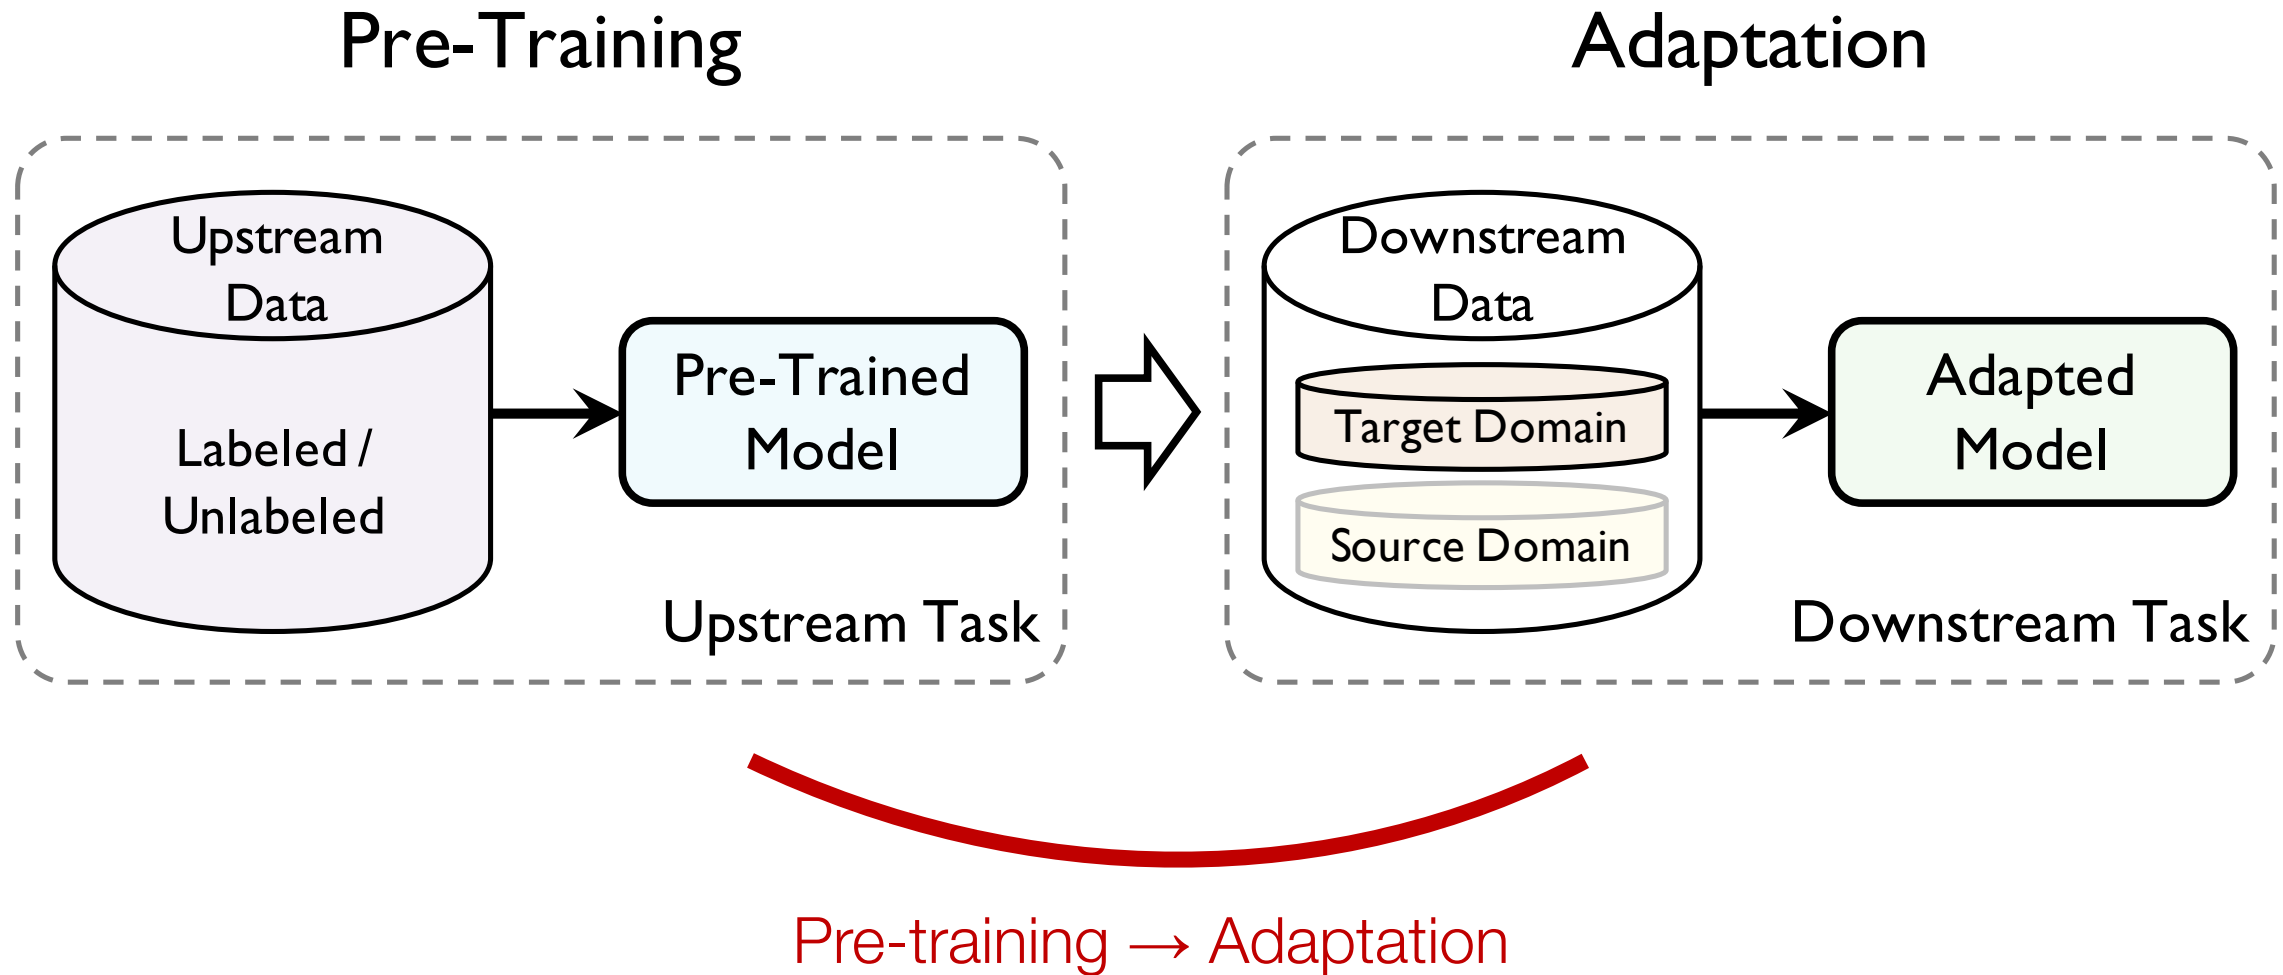 Pre-Training
Upstream
Data
Labeled /
Unlabeled
Pre-Trained
Model
Upstream Task
Adaptation
Downstream
Data
Target Domain
Source Domain
Adapted
Model
Downstream Task
Pre-training → Adaptation